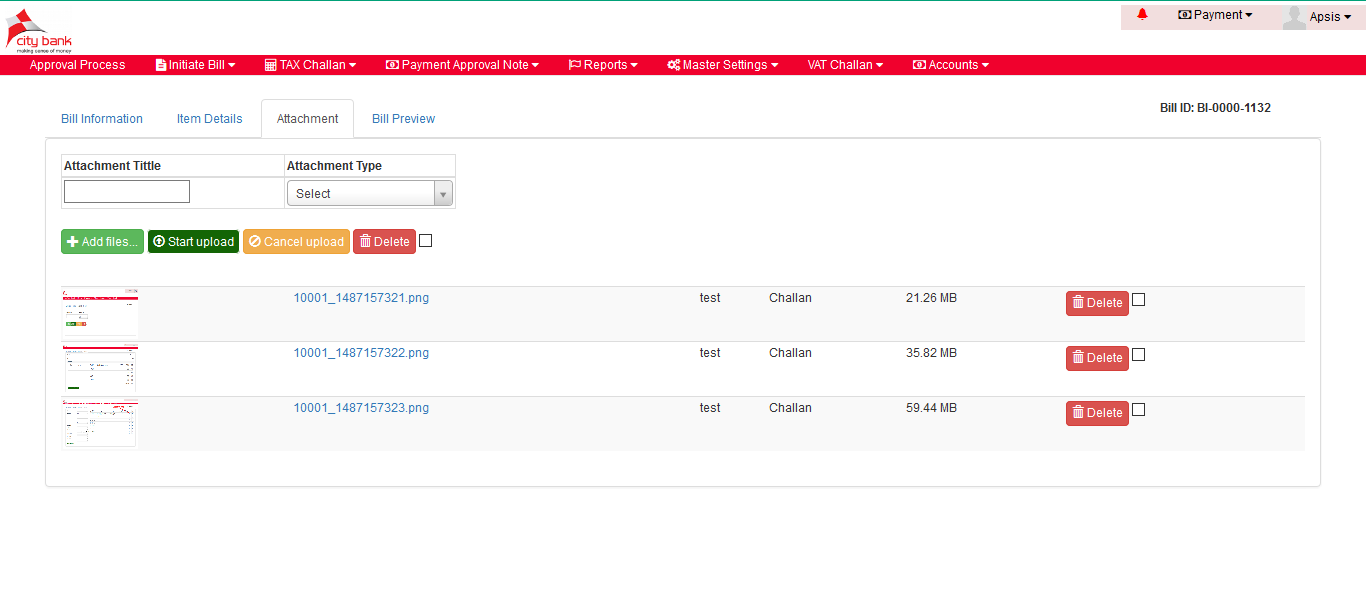 Payment
Apsis
city bank
making sense of money
Approval Process Initiate Bill TAX Challan Payment Approval Note Reports Master Settings VAT Challan Accounts
Bill ID: BI-0000-1132
Bill Information Item Details Attachment Bill Preview
Attachment Tittle Attachment Type
Select
Add files... Start upload Cancel upload Delete
10001_1487157321.png test Challan 21.26 MB Delete
10001_1487157322.png test Challan 35.82 MB Delete
10001_1487157323.png test Challan 59.44 MB Delete